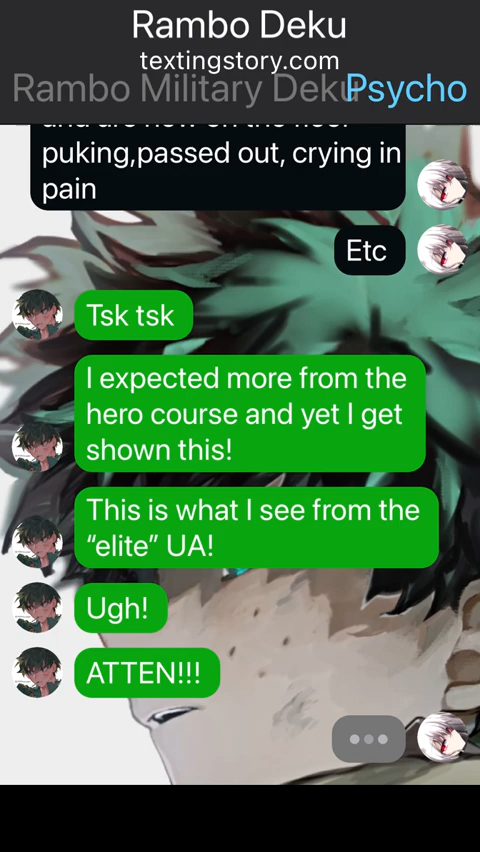 Rambo Deku
textingstory.com
Rambo Military Deku Psycho
puking,passed out, crying in
pain
Etc
Tsk tsk
I expected more from the
hero course and yet I get
shown this!
This is what I see from the
“elite” UA!
Ugh!
ATTEN!!!